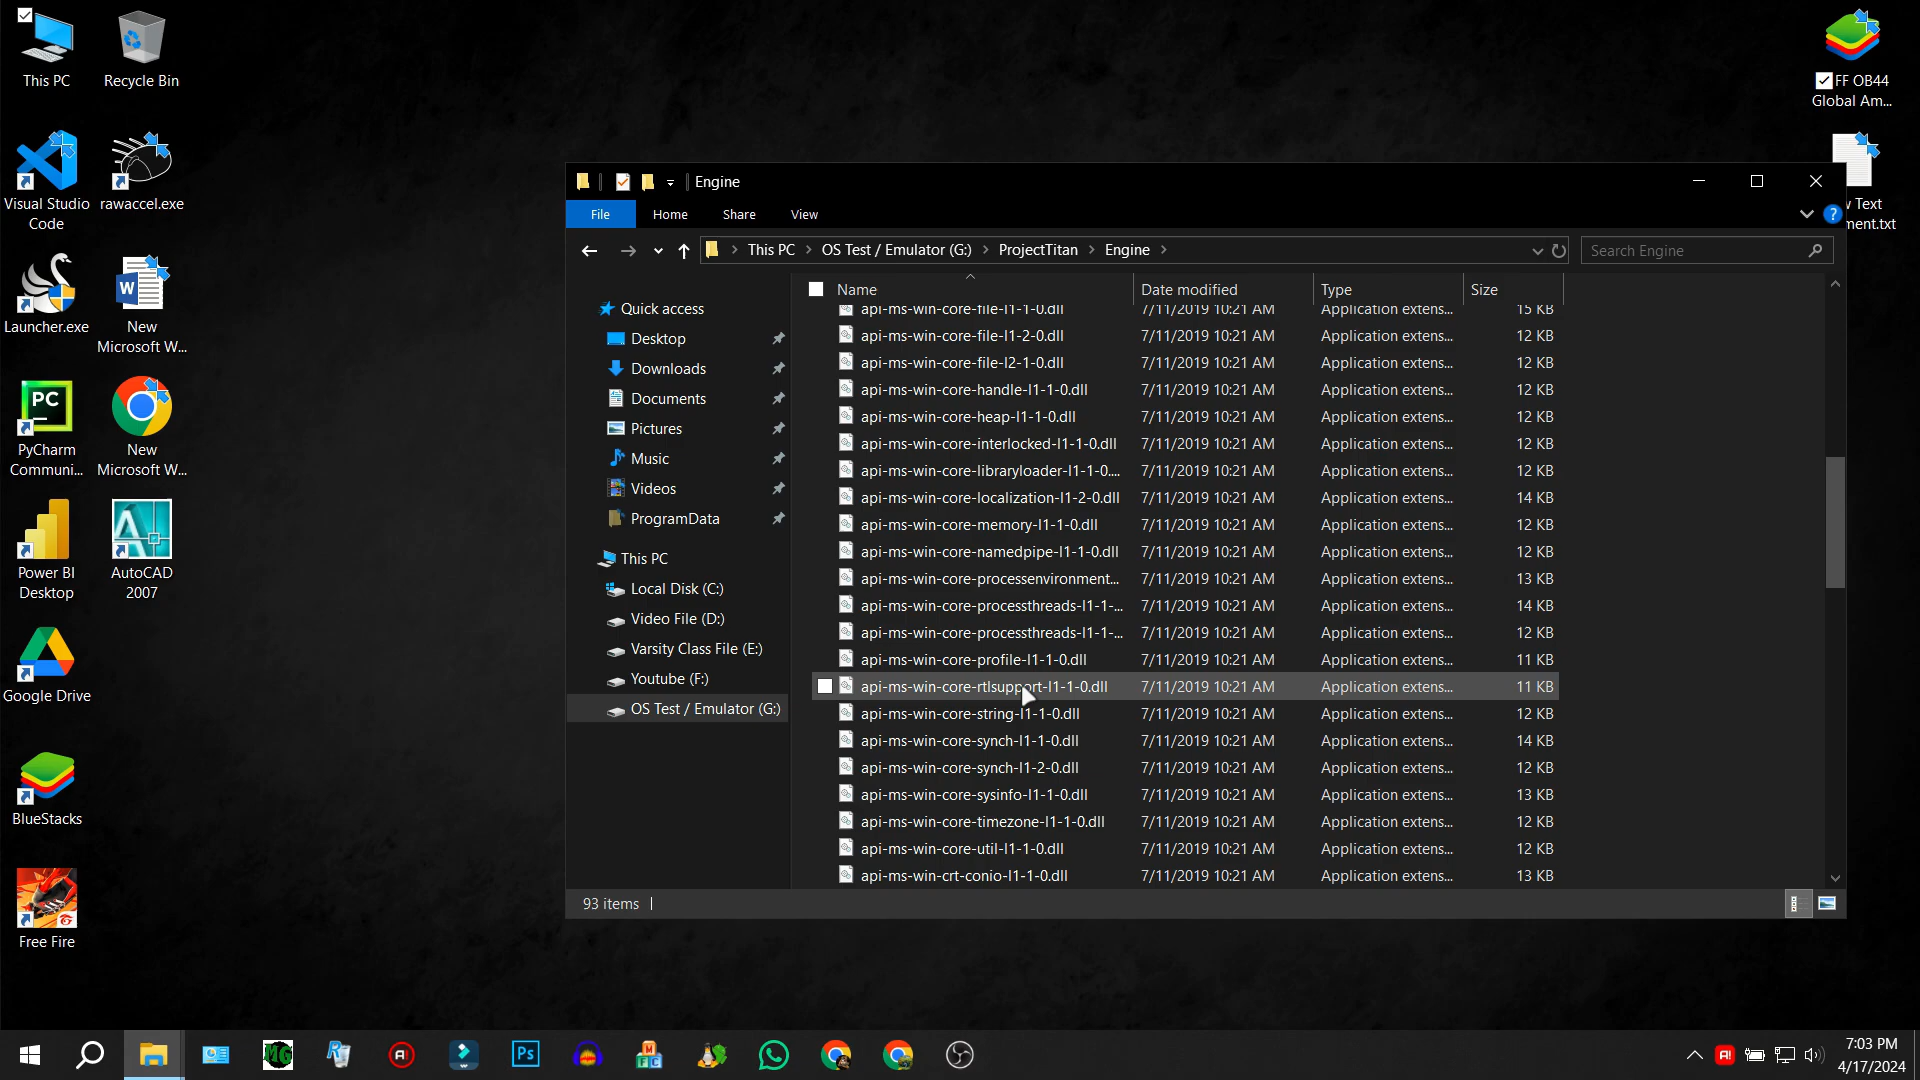 This PC
Recycle Bin
Visual Studio
Code
rawaccel.exe
Launcher.exe
New
Microsoft W...
PC
PyCharm
Communi...
New
Microsoft W...
Power BI
Desktop
AutoCAD
2007
Google Drive
BlueStacks
Free Fire
FF OB44
Global Am...
Text
ment.txt
Engine
File
Home
Share
View
This PC
OS Test / Emulator (G:)
ProjectTitan
Engine
Search Engine
Quick access
Desktop
Downloads
Documents
Pictures
Music
Videos
ProgramData
This PC
Local Disk (C:)
Video File (D:)
Varsity Class File (E:)
Youtube (F:)
OS Test / Emulator (G:)
Name Date modified Type Size
api-ms-win-core-file-l1-1-0.dll 7/11/2019 10:21 AM Application extens... 15 KB
api-ms-win-core-file-l1-2-0.dll 7/11/2019 10:21 AM Application extens... 12 KB
api-ms-win-core-file-l2-1-0.dll 7/11/2019 10:21 AM Application extens... 12 KB
api-ms-win-core-handle-l1-1-0.dll 7/11/2019 10:21 AM Application extens... 12 KB
api-ms-win-core-heap-l1-1-0.dll 7/11/2019 10:21 AM Application extens... 12 KB
api-ms-win-core-interlocked-l1-1-0.dll 7/11/2019 10:21 AM Application extens... 12 KB
api-ms-win-core-libraryloader-l1-1-0.... 7/11/2019 10:21 AM Application extens... 12 KB
api-ms-win-core-localization-l1-2-0.dll 7/11/2019 10:21 AM Application extens... 14 KB
api-ms-win-core-memory-l1-1-0.dll 7/11/2019 10:21 AM Application extens... 12 KB
api-ms-win-core-namedpipe-l1-1-0.dll 7/11/2019 10:21 AM Application extens... 12 KB
api-ms-win-core-processenvironment... 7/11/2019 10:21 AM Application extens... 13 KB
api-ms-win-core-processthreads-l1-1-... 7/11/2019 10:21 AM Application extens... 14 KB
api-ms-win-core-processthreads-l1-1-... 7/11/2019 10:21 AM Application extens... 12 KB
api-ms-win-core-profile-l1-1-0.dll 7/11/2019 10:21 AM Application extens... 11 KB
api-ms-win-core-rtlsupport-l1-1-0.dll 7/11/2019 10:21 AM Application extens... 11 KB
api-ms-win-core-string-l1-1-0.dll 7/11/2019 10:21 AM Application extens... 12 KB
api-ms-win-core-synch-l1-1-0.dll 7/11/2019 10:21 AM Application extens... 14 KB
api-ms-win-core-synch-l1-2-0.dll 7/11/2019 10:21 AM Application extens... 12 KB
api-ms-win-core-sysinfo-l1-1-0.dll 7/11/2019 10:21 AM Application extens... 13 KB
api-ms-win-core-timezone-l1-1-0.dll 7/11/2019 10:21 AM Application extens... 12 KB
api-ms-win-core-util-l1-1-0.dll 7/11/2019 10:21 AM Application extens... 12 KB
api-ms-win-crt-conio-l1-1-0.dll 7/11/2019 10:21 AM Application extens... 13 KB
93 items
MG
Ps
7:03 PM
4/17/2024